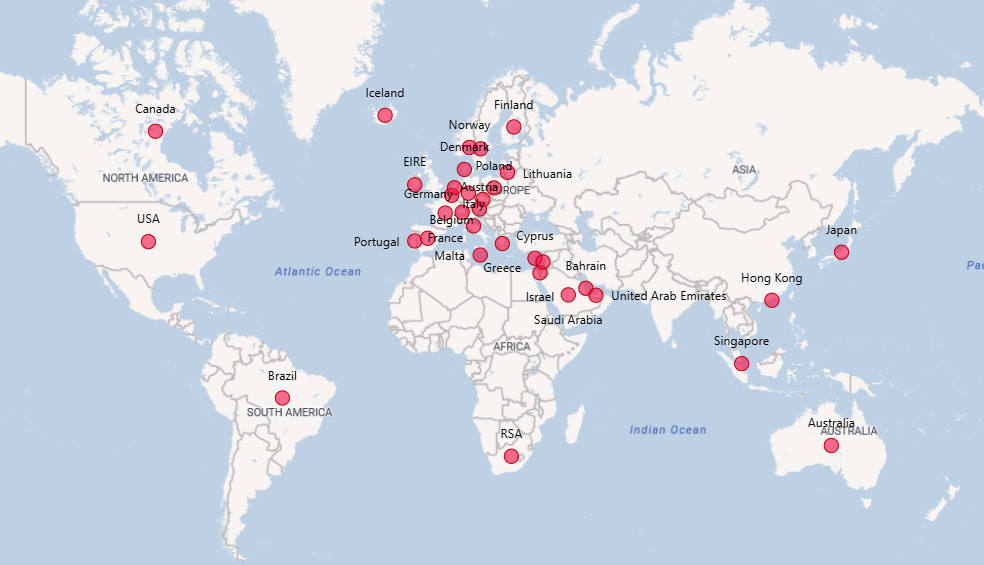 Iceland
Canada
Finland
Norway
Denmark
EIRE
Poland
ASIA
NORTH AMERICA
Lithuania
Germany
Austria
EUROPE
Italy
USA
Belgium
Japan
Portugal
France
Cyprus
Malta
Greece
Bahrain
Atlantic Ocean
Pac
Hong Kong
Israel
United Arab Emirates
Saudi Arabia
Singapore
AFRICA
Brazil
SOUTH AMERICA
Australia
AUSTRALIA
Indian Ocean
RSA